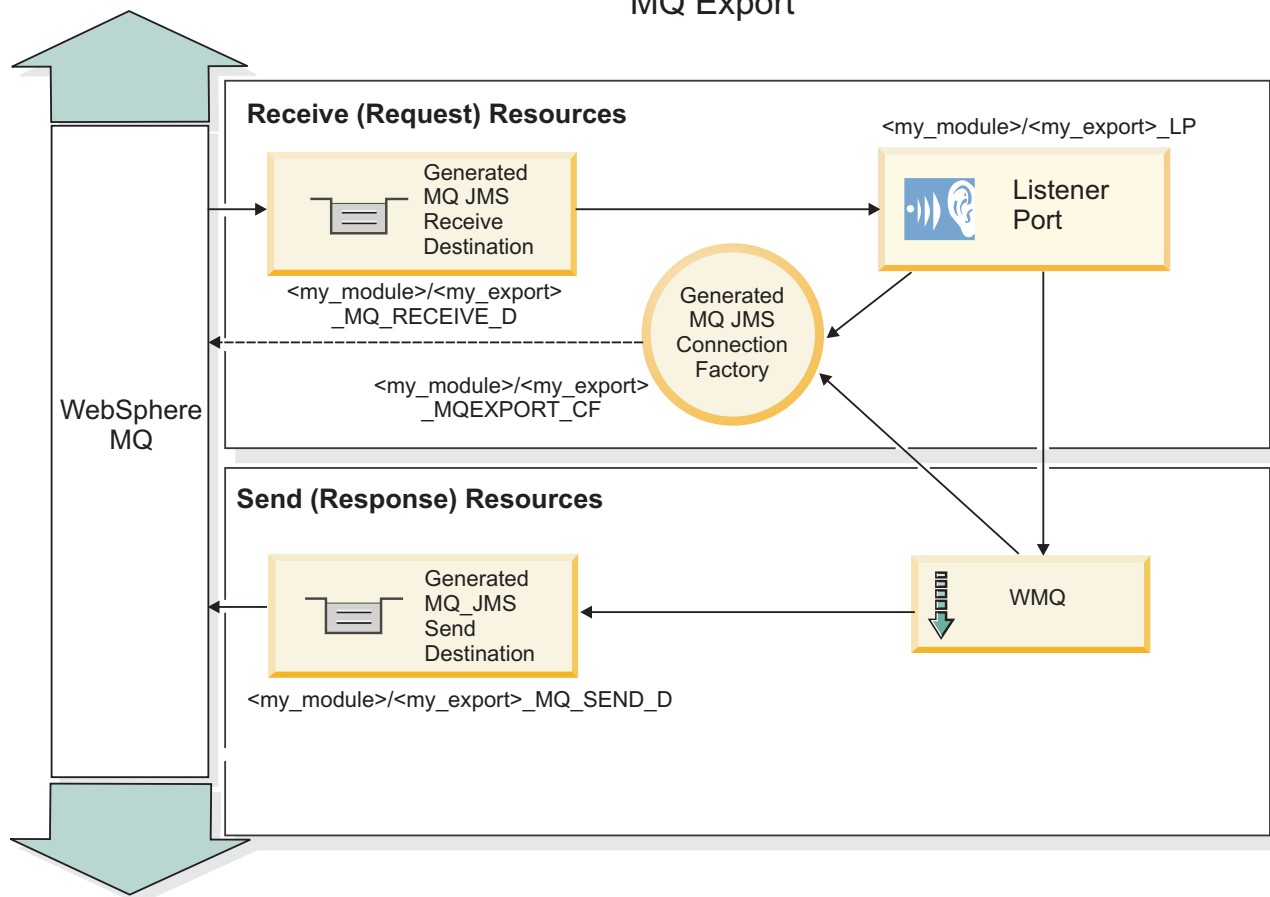 MQ Export
Receive (Request) Resources
<my_module>/<my_export>_LP
Generated
MQ JMS
Receive
Destination
Listener
Port
<my_module>/<my_export>
_MQ_RECEIVE_D
Generated
MQ JMS
Connection
Factory
<my_module>/<my_export>
_MQEXPORT_CF
WebSphere
MQ
Send (Response) Resources
Generated
MQ_JMS
Send
Destination
WMQ
<my_module>/<my_export>_MQ_SEND_D